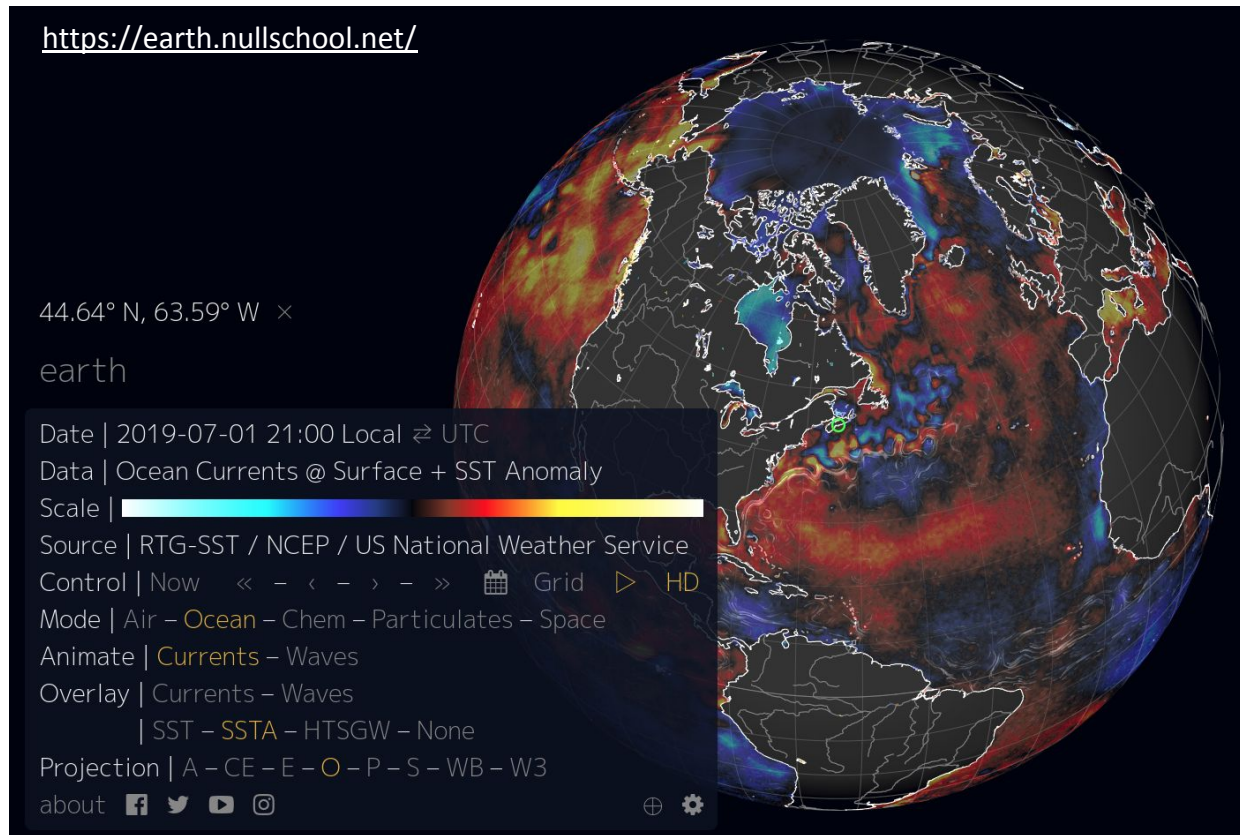 https://earth.nullschool.net/
44.64° N, 63.59° W ×
earth
Date | 2019-07-01 21:00 Local ⇄ UTC
Data | Ocean Currents @ Surface + SST Anomaly
Scale |
Source | RTG-SST / NCEP / US National Weather Service
Control | Now « – ‹ – › – » Grid ▷ HD
Mode | Air – Ocean – Chem – Particulates – Space
Animate | Currents – Waves
Overlay | Currents – Waves
| SST – SSTA – HTSGW – None
Projection | A – CE – E – O – P – S – WB – W3
about